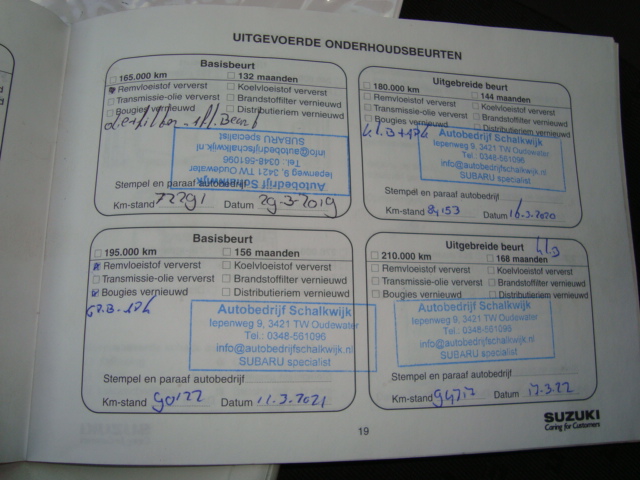 UITGEVOERDE ONDERHOUDSBEURTEN
Basisbeurt
165.000 km 132 maanden
Remvloeistof ververst Koelvloeistof ververst
Transmissie-olie ververst Brandstoffilter vernieuwd
Bougies vernieuwd Distributieriem vernieuwd
Autobedrijf Schalkwijk
Iepenweg 9, 3421 TW Oudewater
Tel.: 0348-561096
info@autobedrijfschalkwijk.nl
SUBARU specialist
Stempel en paraaf autobedrijf
Km-stand 72291 Datum 29-3-2019
Uitgebreide beurt
180.000 km 144 maanden
Remvloeistof ververst Koelvloeistof ververst
Transmissie-olie ververst Brandstoffilter vernieuwd
Bougies vernieuwd Distributieriem vernieuwd
Autobedrijf Schalkwijk
Iepenweg 9, 3421 TW Oudewater
Tel.: 0348-561096
info@autobedrijfschalkwijk.nl
SUBARU specialist
Stempel en paraaf autobedrijf
Km-stand 84153 Datum 16-3-2020
Basisbeurt
195.000 km 156 maanden
Remvloeistof ververst Koelvloeistof ververst
Transmissie-olie ververst Brandstoffilter vernieuwd
Bougies vernieuwd Distributieriem vernieuwd
Autobedrijf Schalkwijk
Iepenweg 9, 3421 TW Oudewater
Tel.: 0348-561096
info@autobedrijfschalkwijk.nl
SUBARU specialist
Stempel en paraaf autobedrijf
Km-stand 90122 Datum 11-3-2021
Uitgebreide beurt
210.000 km 168 maanden
Remvloeistof ververst Koelvloeistof ververst
Transmissie-olie ververst Brandstoffilter vernieuwd
Bougies vernieuwd Distributieriem vernieuwd
Autobedrijf Schalkwijk
Iepenweg 9, 3421 TW Oudewater
Tel.: 0348-561096
info@autobedrijfschalkwijk.nl
SUBARU specialist
Stempel en paraaf autobedrijf
Km-stand Datum 17-3-22
19
SUZUKI
Caring for Customers